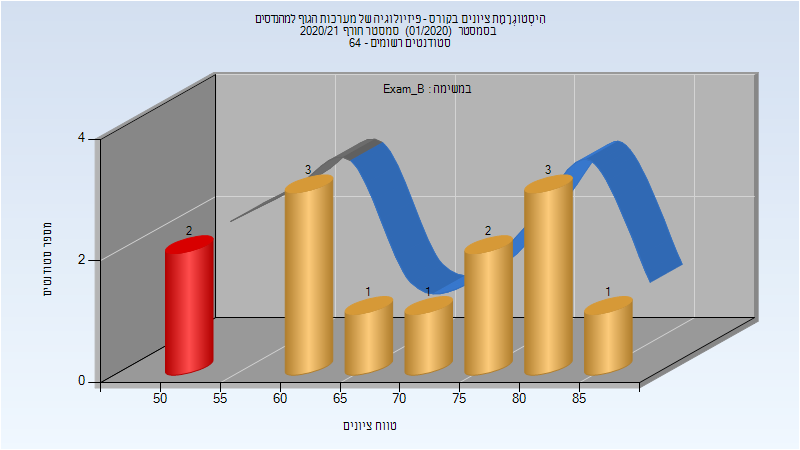 היסטוגרמת ציונים בקורס - פיזיולוגיה של מערכות הגוף למהנדסים
בסמסטר (01/2020) סמסטר חורף 2020/21
סטודנטים רשומים - 64
במשימה : Exam_B
מספר סטודנטים
4
2
0
2
3
1
1
2
3
1
50 55 60 65 70 75 80 85
טווח ציונים